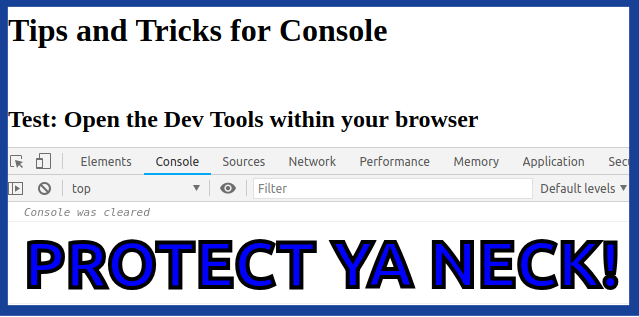 Tips and Tricks for Console
Test: Open the Dev Tools within your browser
Elements Console Sources Network Performance Memory Application Secu
top Filter Default levels
Console was cleared
PROTECT YA NECK!